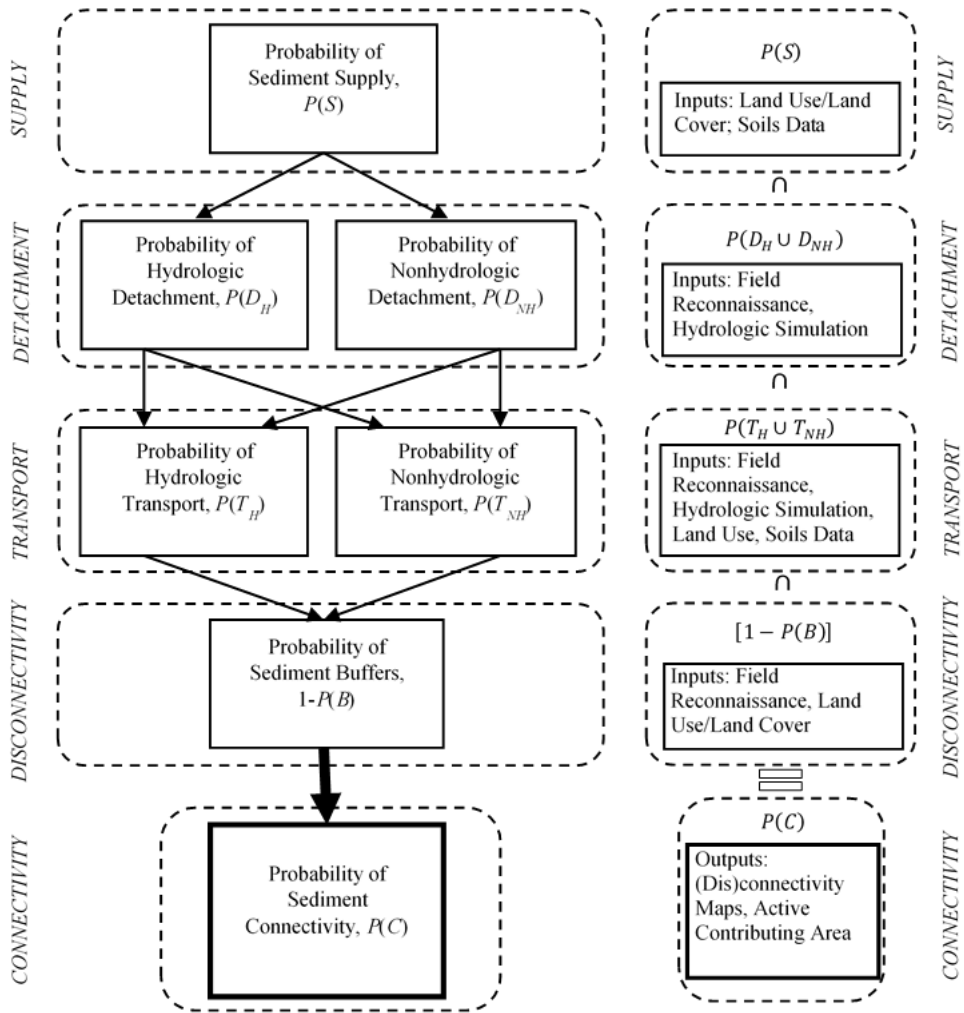 SUPPLY
Probability of
Sediment Supply,
P(S)
P(S)
Inputs: Land Use/Land
Cover; Soils Data
SUPPLY
∩
DETACHMENT
Probability of
Hydrologic
Detachment, P(D_H)
Probability of
Nonhydrologic
Detachment, P(D_NH)
P(D_H ∪ D_NH)
Inputs: Field
Reconnaissance,
Hydrologic Simulation
DETACHMENT
∩
TRANSPORT
Probability of
Hydrologic
Transport, P(T_H)
Probability of
Nonhydrologic
Transport, P(T_NH)
P(T_H ∪ T_NH)
Inputs: Field
Reconnaissance,
Hydrologic Simulation,
Land Use, Soils Data
TRANSPORT
∩
DISCONNECTIVITY
Probability of
Sediment Buffers,
1-P(B)
[1 − P(B)]
Inputs: Field
Reconnaissance, Land
Use/Land Cover
DISCONNECTIVITY
=
CONNECTIVITY
Probability of
Sediment
Connectivity, P(C)
P(C)
Outputs:
(Dis)connectivity
Maps, Active
Contributing Area
CONNECTIVITY